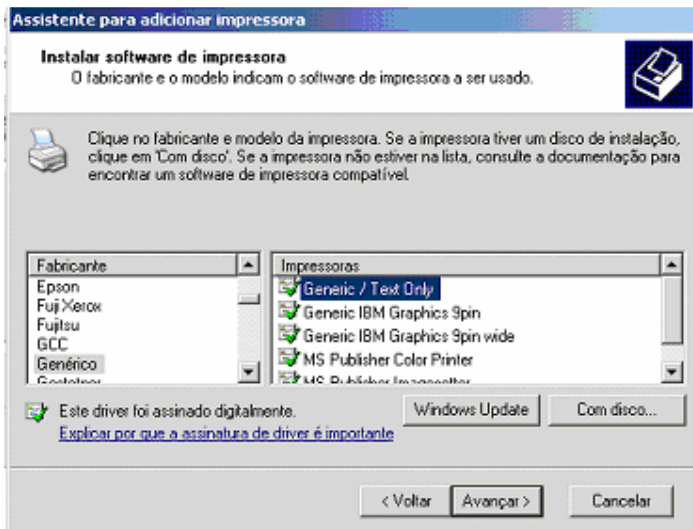 Assistente para adicionar impressora
Instalar software de impressora
O fabricante e o modelo indicam o software de impressora a ser usado.
Clique no fabricante e modelo da impressora. Se a impressora tiver um disco de instalação,
clique em 'Com disco'. Se a impressora não estiver na lista, consulte a documentação para
encontrar um software de impressora compatível.
Fabricante
Epson
Fuji Xerox
Fujitsu
GCC
Genérico
Gestetner
Impressoras
Generic / Text Only
Generic IBM Graphics 9pin
Generic IBM Graphics 9pin wide
MS Publisher Color Printer
MS Publisher Imagesetter
Este driver foi assinado digitalmente.
Explicar por que a assinatura de driver é importante
Windows Update
Com disco...
< Voltar
Avançar >
Cancelar